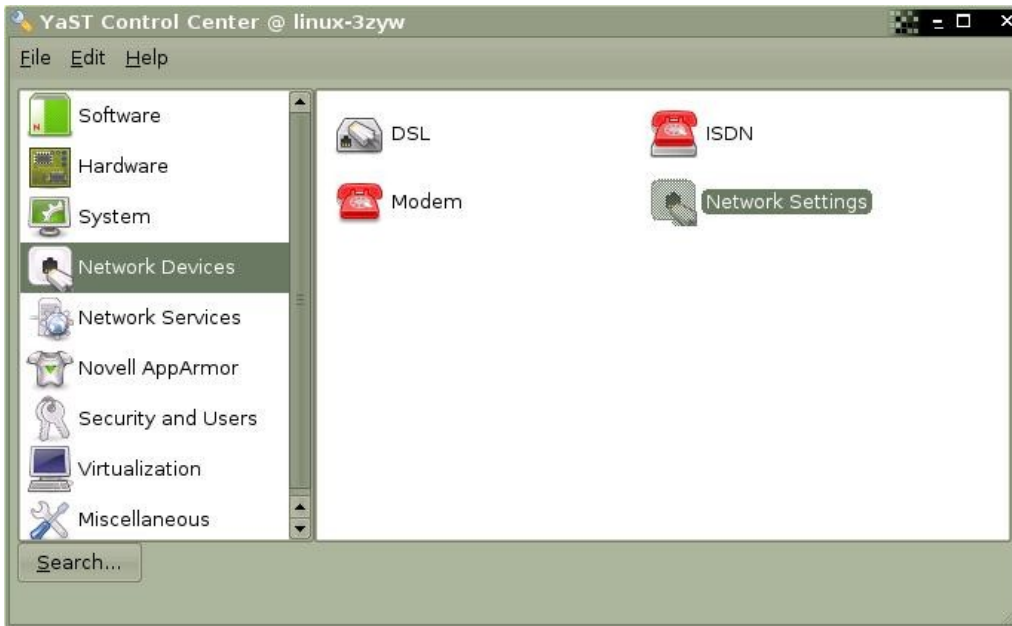 YaST Control Center @ linux-3zyw
File Edit Help
Software
Hardware
System
Network Devices
Network Services
Novell AppArmor
Security and Users
Virtualization
Miscellaneous
DSL
ISDN
Modem
Network Settings
Search...